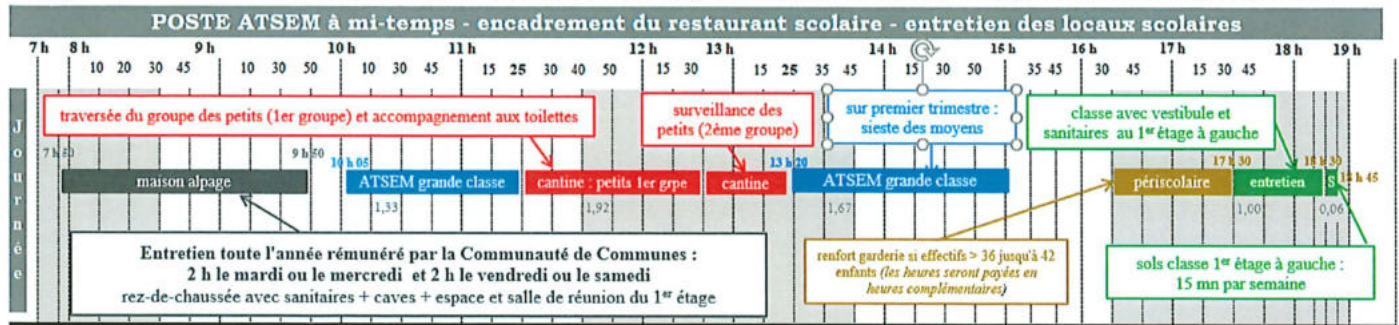 POSTE ATSEM à mi-temps - encadrement du restaurant scolaire - entretien des locaux scolaires
7 h 8 h 9 h 10 h 11 h 12 h 13 h 14 h 15 h 16 h 17 h 18 h 19 h
10 20 30 45 10 30 50 10 30 45 15 25 30 40 50 15 30 15 25 35 45 15 30 50 35 45 30 45 15 30 45
Journée
traversée du groupe des petits (1er groupe) et accompagnement aux toilettes
surveillance des
petits (2ème groupe)
sur premier trimestre :
sieste des moyens
classe avec vestibule et
sanitaires au 1er étage à gauche
9 h 50
10 h 05
13 h 20
17 h 30
18 h 30
18 h 45
maison alpage
ATSEM grande classe
cantine : petits 1er grpe
cantine
ATSEM grande classe
périscolaire
entretien
s
1,33
1,92
1,67
1,00
0,06
Entretien toute l'année rémunéré par la Communauté de Communes :
2 h le mardi ou le mercredi et 2 h le vendredi ou le samedi
rez-de-chaussée avec sanitaires + caves + espace et salle de réunion du 1er étage
renfort garderie si effectifs > 36 jusqu'à 42
enfants (les heures seront payées en
heures complémentaires)
sols classe 1er étage à gauche :
15 mn par semaine